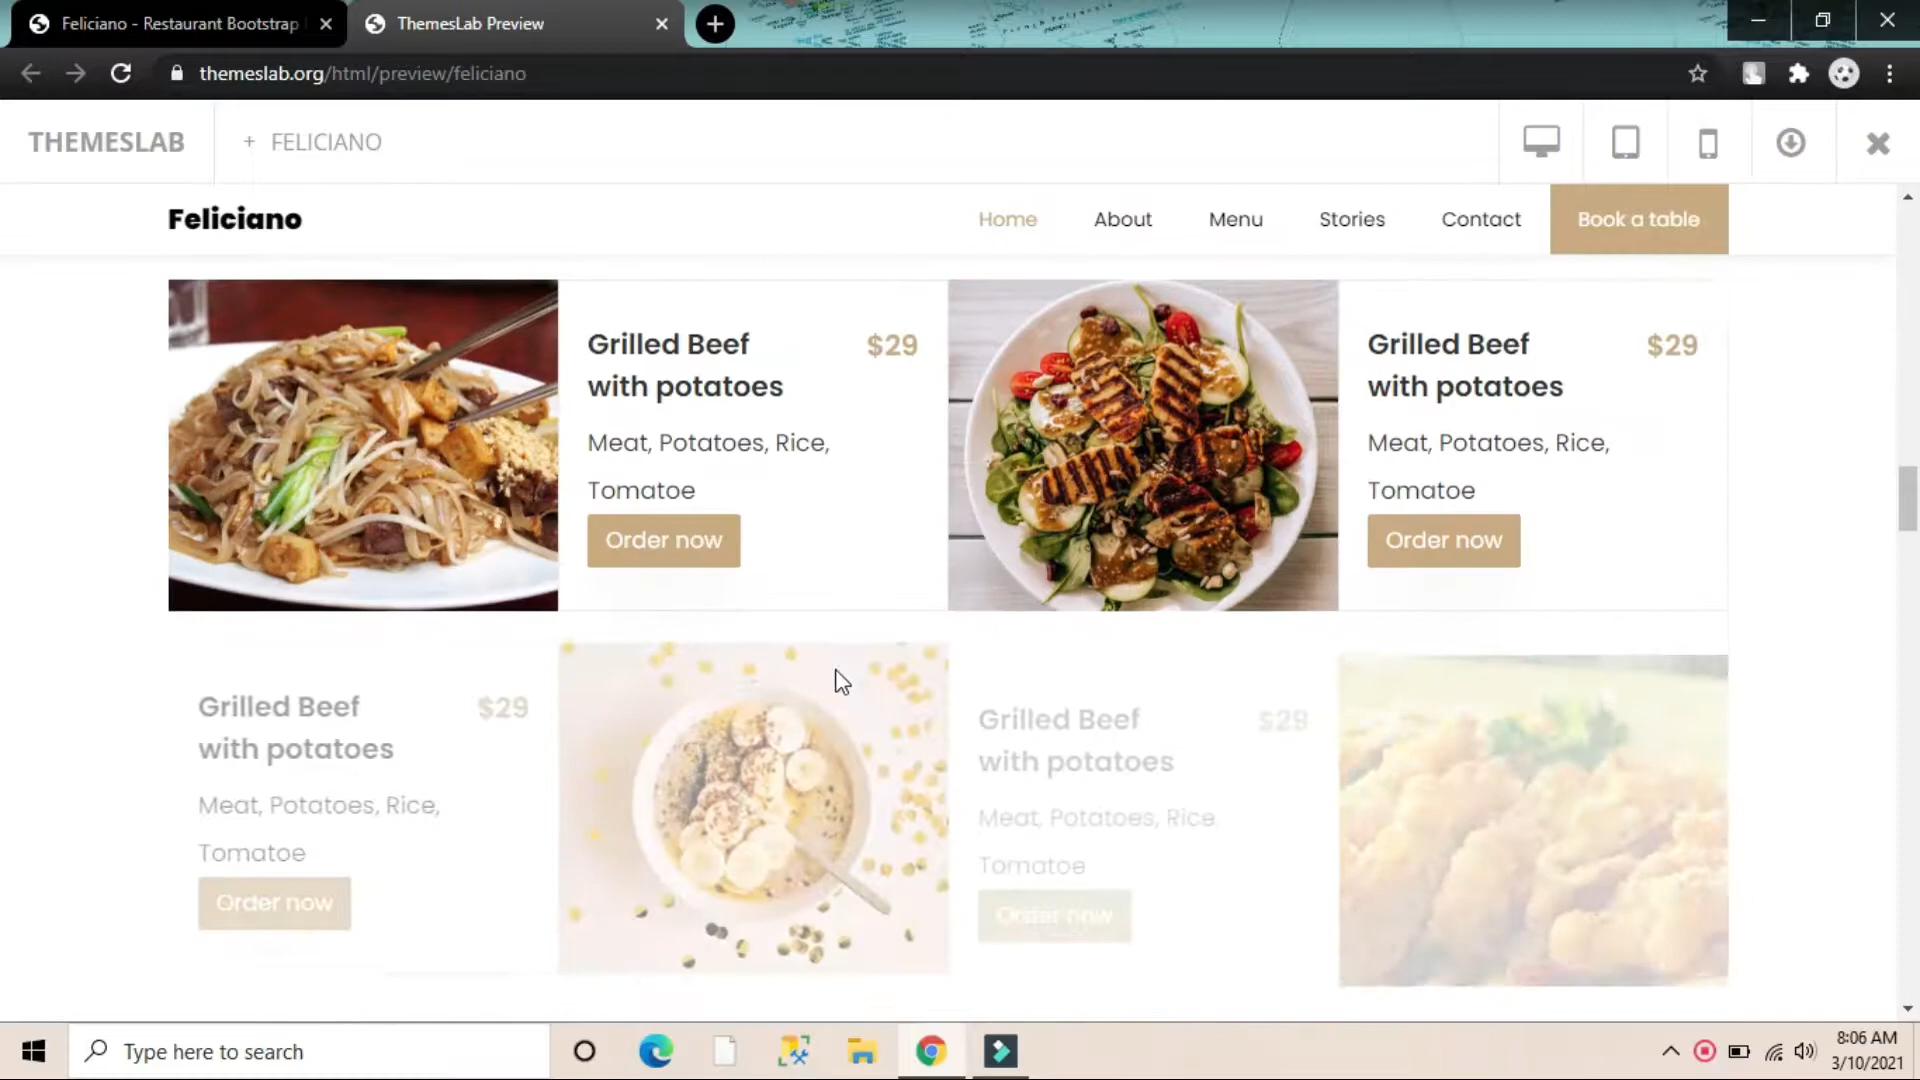 Feliciano - Restaurant Bootstrap
ThemesLab Preview
themeslab.org/html/preview/feliciano
THEMESLAB
+ FELICIANO
Feliciano
Home
About
Menu
Stories
Contact
Book a table
Grilled Beef
with potatoes
$29
Meat, Potatoes, Rice,
Tomatoe
Order now
Grilled Beef
with potatoes
$29
Meat, Potatoes, Rice,
Tomatoe
Order now
Grilled Beef
with potatoes
$29
Meat, Potatoes, Rice,
Tomatoe
Order now
Grilled Beef
with potatoes
$29
Meat, Potatoes, Rice,
Tomatoe
Order now
Type here to search
8:06 AM
3/10/2021